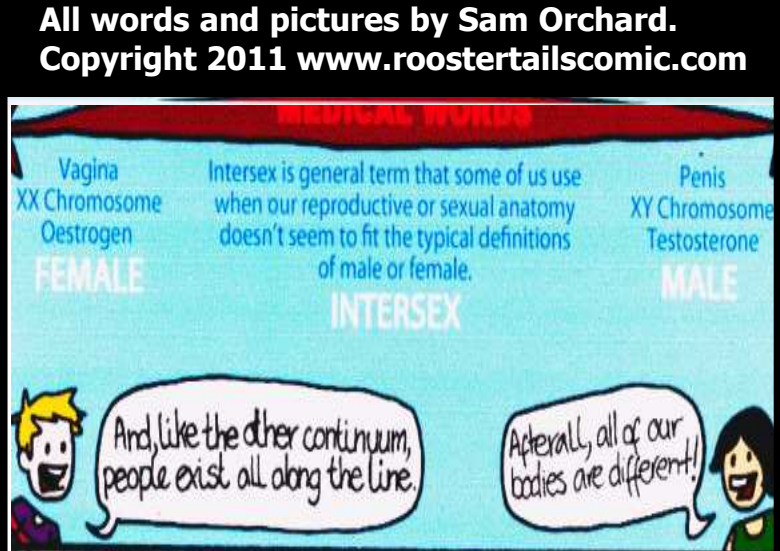 All words and pictures by Sam Orchard.
Copyright 2011 www.roostertailscomic.com
MEDICAL WORDS
Vagina
XX Chromosome
Oestrogen
FEMALE
Intersex is general term that some of us use
when our reproductive or sexual anatomy
doesn't seem to fit the typical definitions
of male or female.
INTERSEX
Penis
XY Chromosome
Testosterone
MALE
And, like the other continuum,
people exist all along the line.
Afterall, all of our
bodies are different!